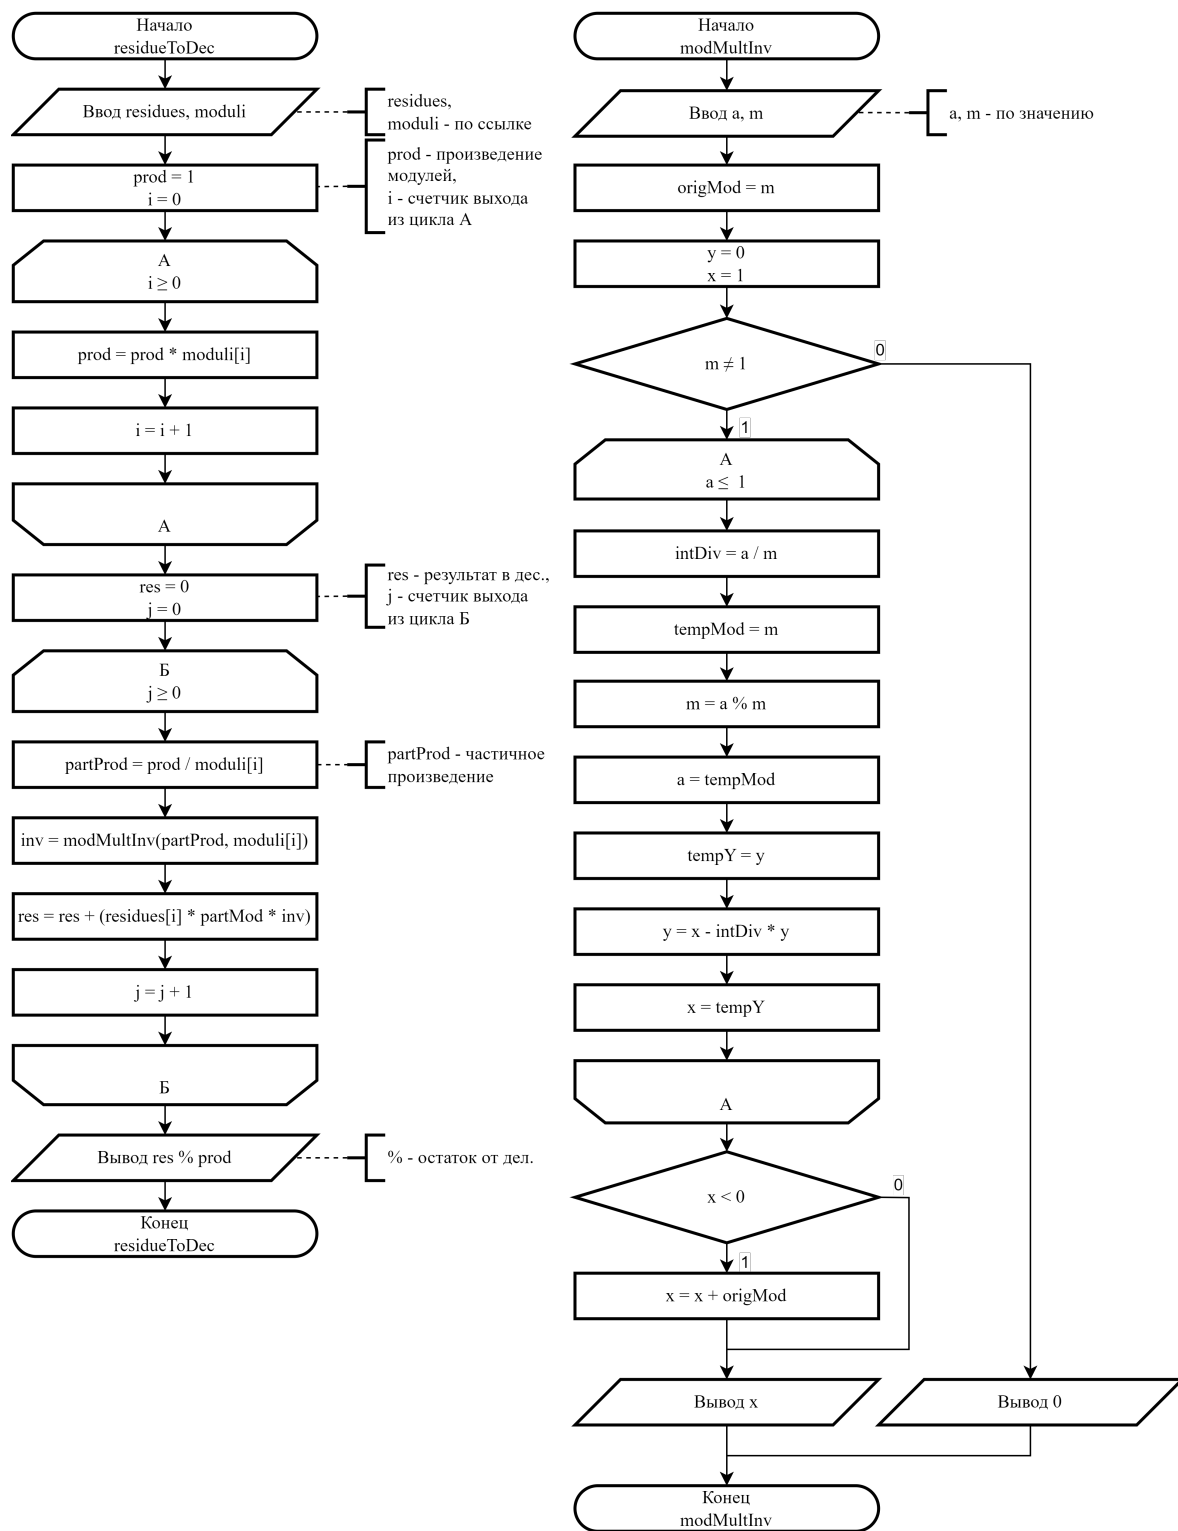 Начало
residueToDec
Ввод residues, moduli
residues,
moduli - по ссылке
prod = 1
i = 0
prod - произведение
модулей,
i - счетчик выхода
из цикла А
А
i ≥ 0
prod = prod * moduli[i]
i = i + 1
А
res = 0
j = 0
res - результат в дес.,
j - счетчик выхода
из цикла Б
Б
j ≥ 0
partProd = prod / moduli[i]
partProd - частичное
произведение
inv = modMultInv(partProd, moduli[i])
res = res + (residues[i] * partMod * inv)
j = j + 1
Б
Вывод res % prod
% - остаток от дел.
Конец
residueToDec
Начало
modMultInv
Ввод a, m
a, m - по значению
origMod = m
y = 0
x = 1
m ≠ 1
0
1
А
a ≤ 1
intDiv = a / m
tempMod = m
m = a % m
a = tempMod
tempY = y
y = x - intDiv * y
x = tempY
А
x < 0
0
1
x = x + origMod
Вывод x
Вывод 0
Конец
modMultInv